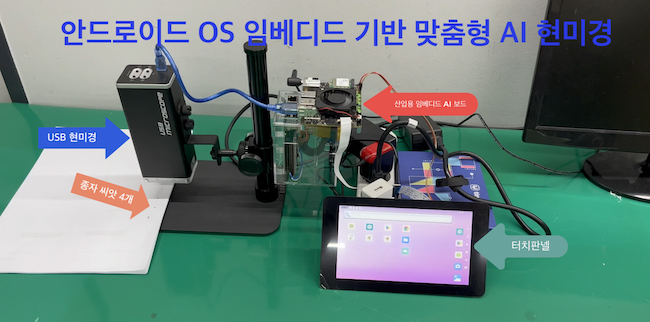 안드로이드 OS 임베디드 기반 맞춤형 AI 현미경
산업용 임베디드 AI 보드
USB 현미경
USB MICROSCOPE
종자 씨앗 4개
터치판넬